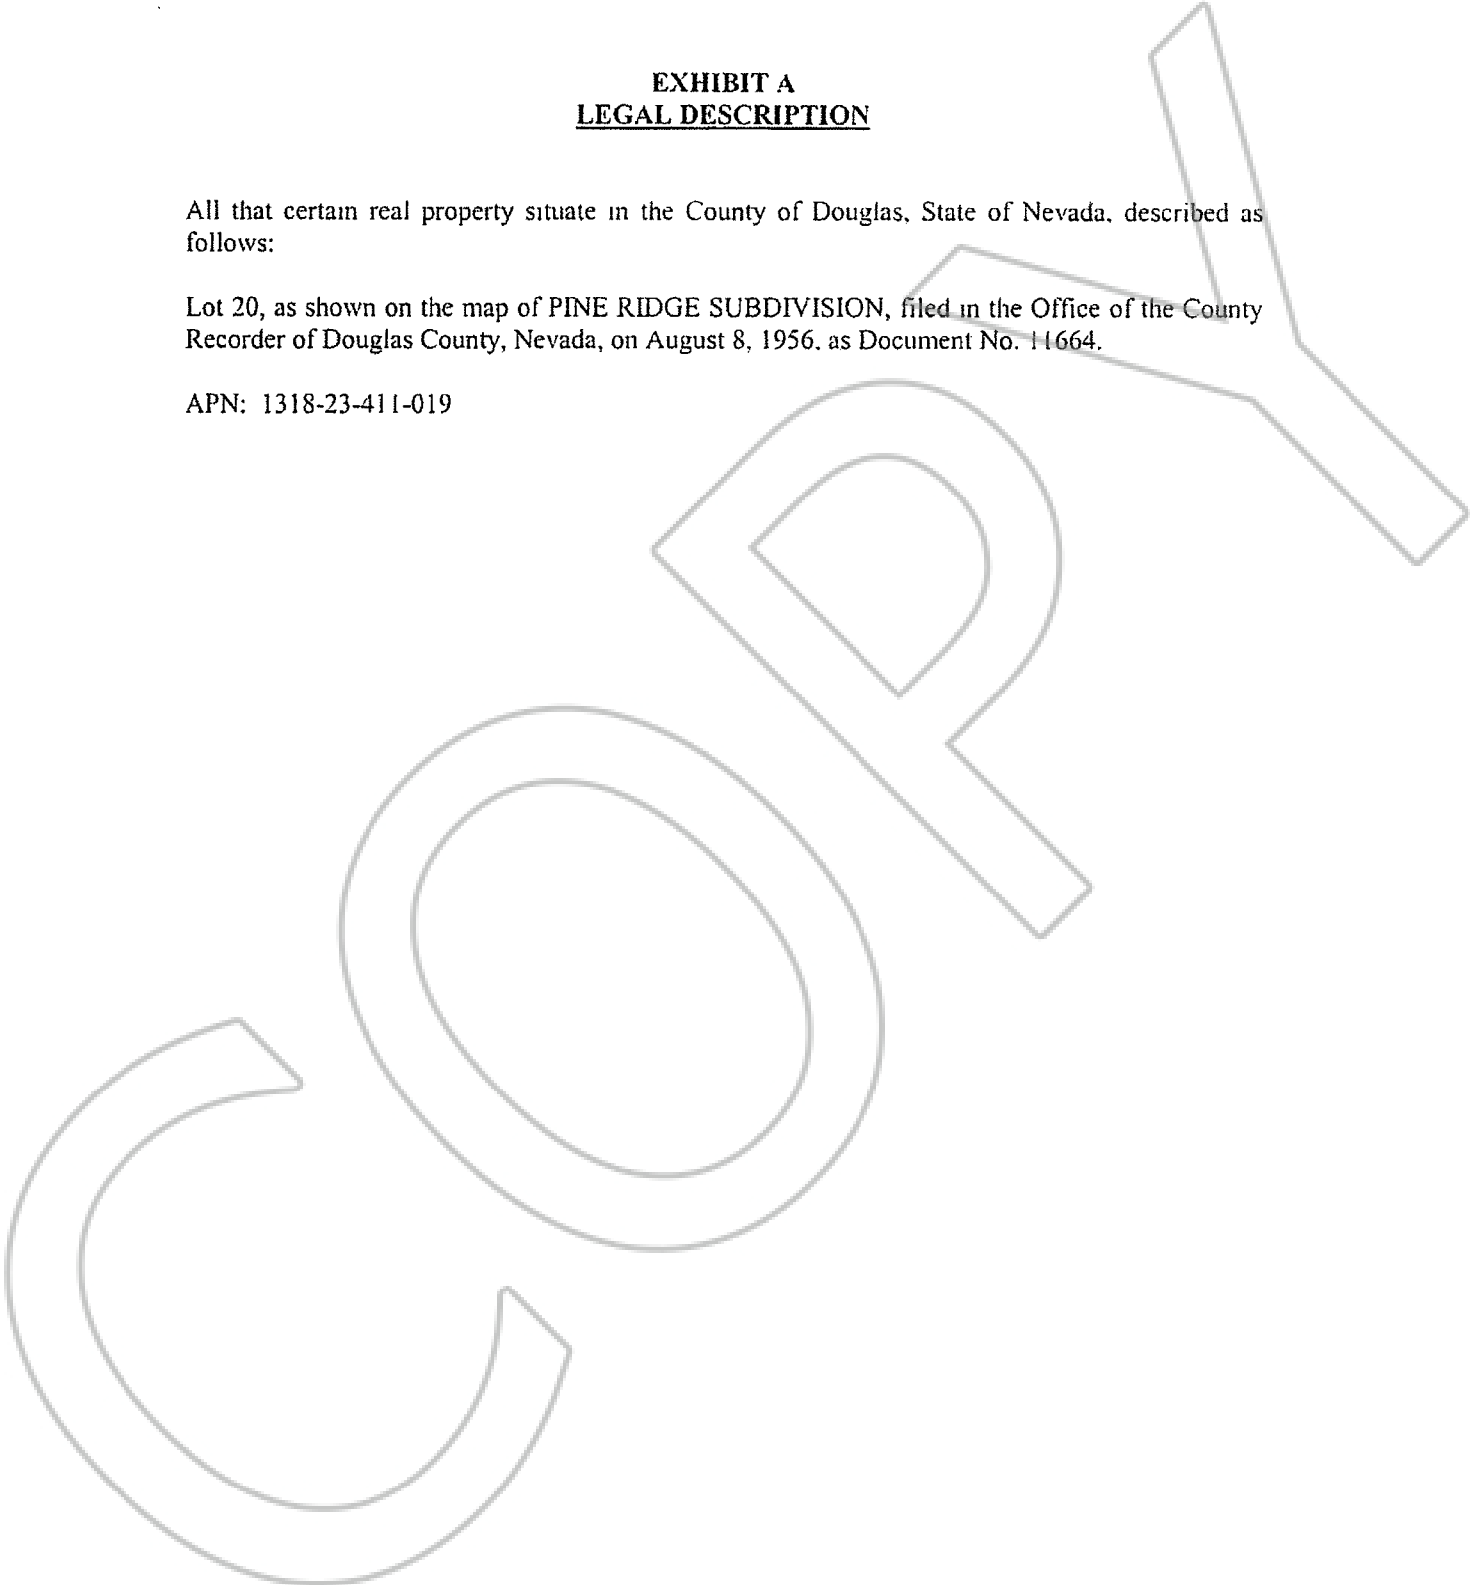 EXHIBIT A
LEGAL DESCRIPTION
All that certain real property situate in the County of Douglas, State of Nevada, described as
follows:
Lot 20, as shown on the map of PINE RIDGE SUBDIVISION, filed in the Office of the County
Recorder of Douglas County, Nevada, on August 8, 1956, as Document No. 11664.
APN: 1318-23-411-019
COPY